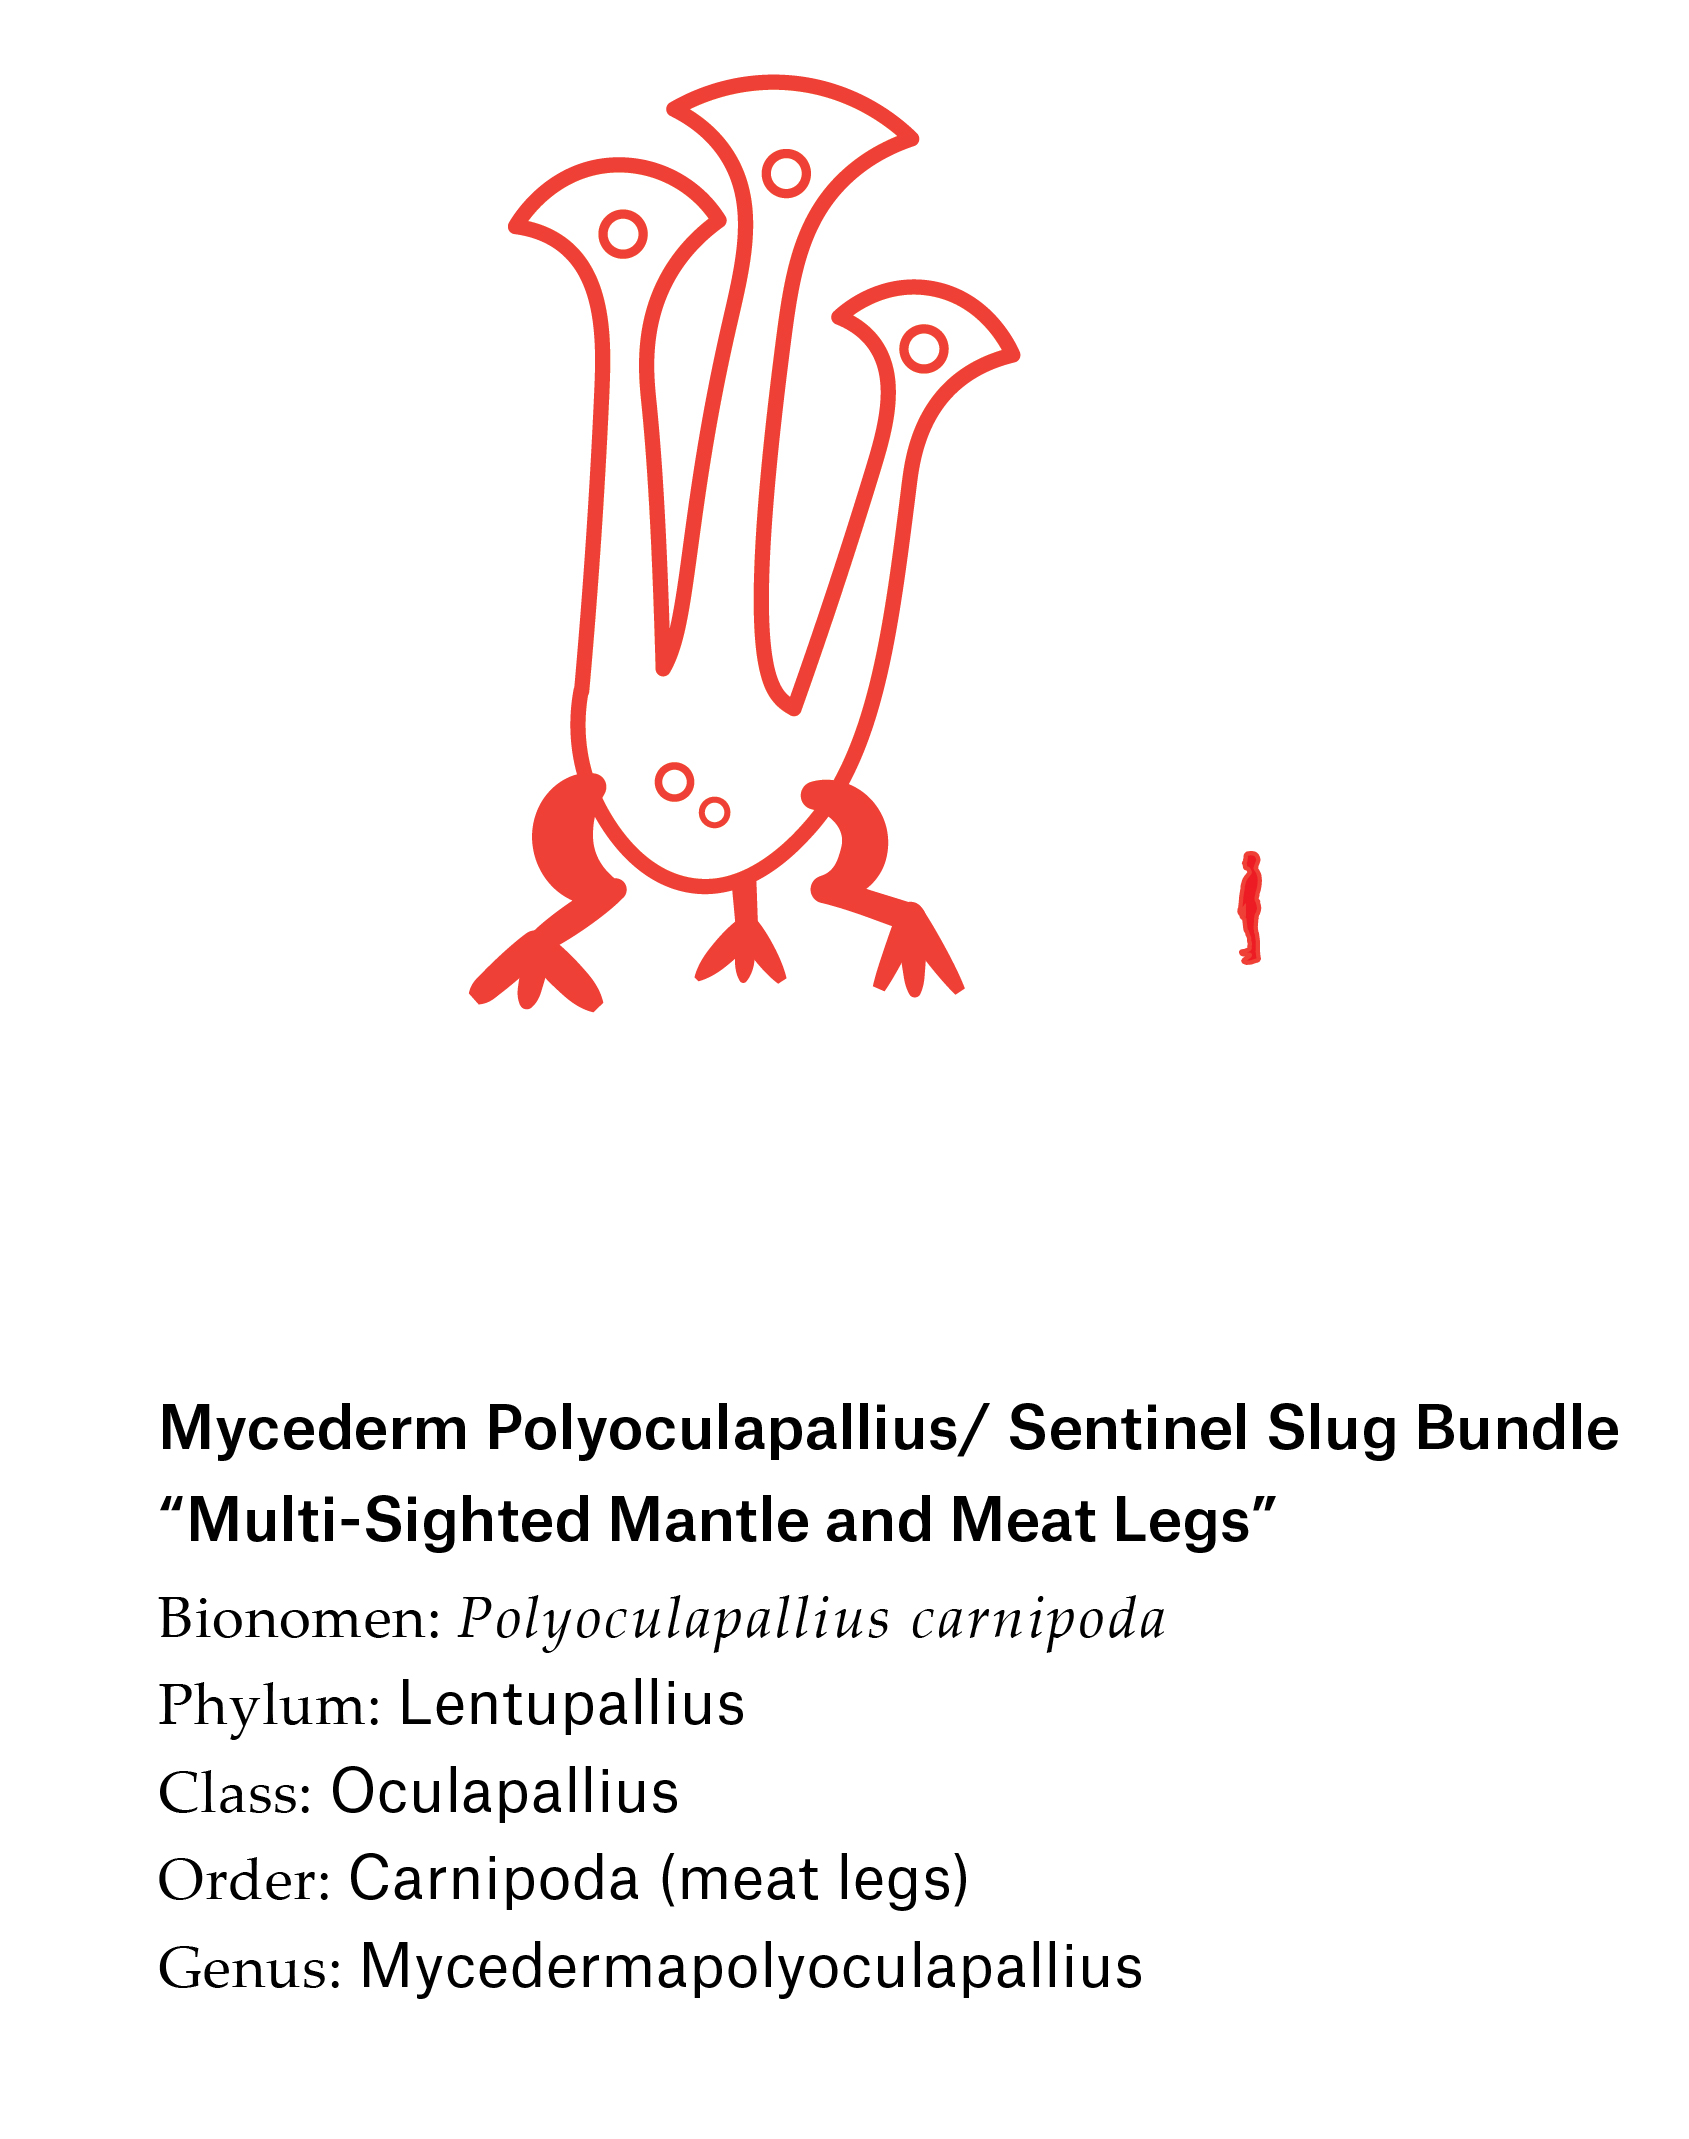 Mycederm Polyoculapallius/ Sentinel Slug Bundle
“Multi-Sighted Mantle and Meat Legs”
Bionomen: Polyoculapallius carnipoda
Phylum: Lentupallius
Class: Oculapallius
Order: Carnipoda (meat legs)
Genus: Mycedermapolyoculapallius